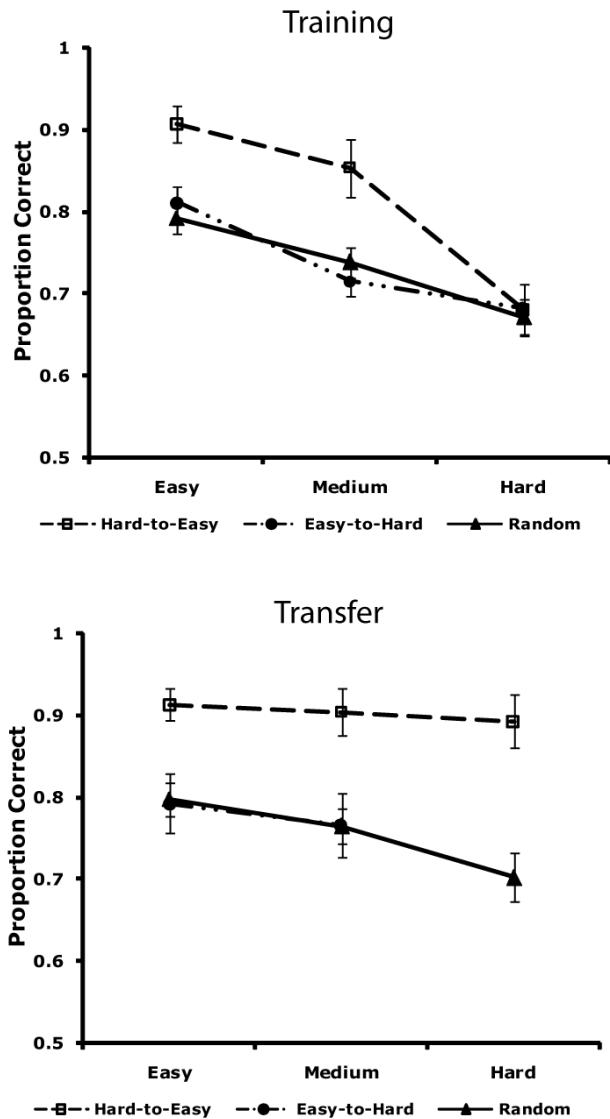 Training
1
0.9
0.8
0.7
0.6
0.5
Proportion Correct
Easy Medium Hard
Hard-to-Easy Easy-to-Hard Random
Transfer
1
0.9
0.8
0.7
0.6
0.5
Proportion Correct
Easy Medium Hard
Hard-to-Easy Easy-to-Hard Random